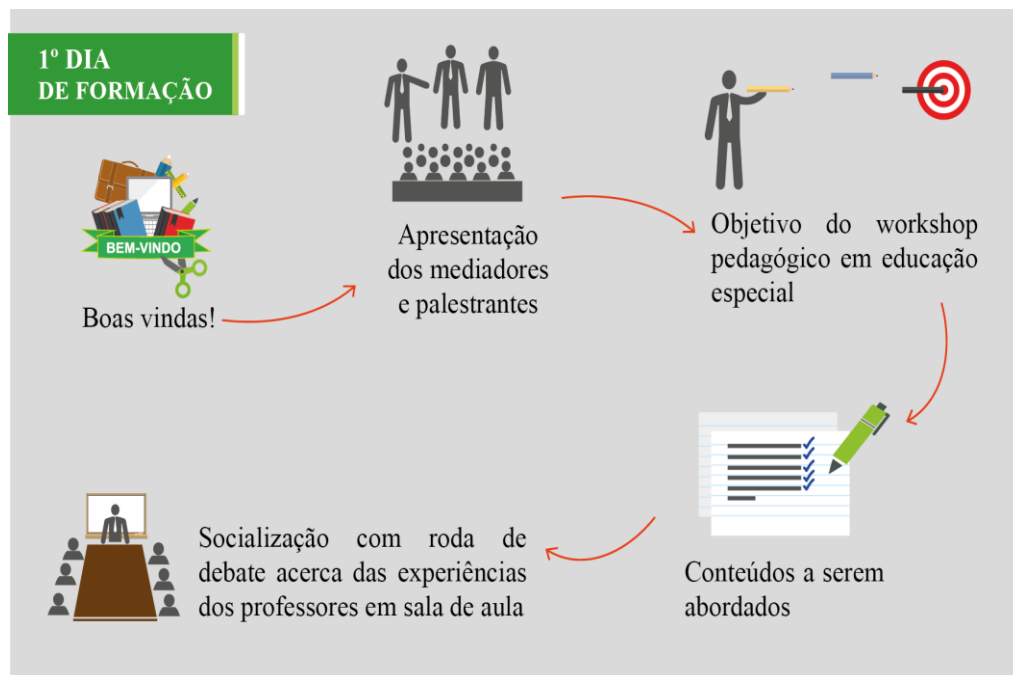 1º DIA
DE FORMAÇÃO
BEM-VINDO
Boas vindas!
Apresentação
dos mediadores
e palestrantes
Objetivo do workshop
pedagógico em educação
especial
Conteúdos a serem
abordados
Socialização com roda de
debate acerca das experiências
dos professores em sala de aula